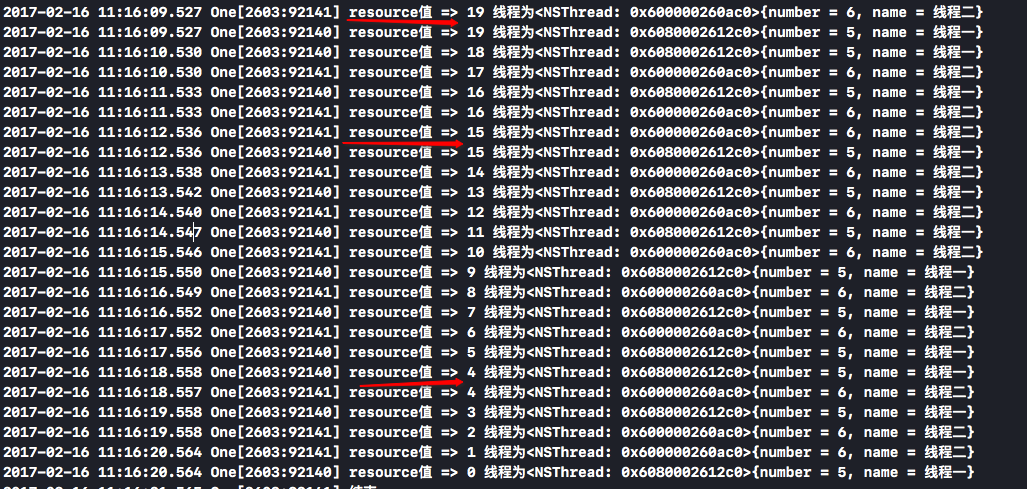 2017-02-16 11:16:09.527 One[2603:92141] resource值 => 19 线程为<NSThread: 0x600000260ac0>{number = 6, name = 线程二}
2017-02-16 11:16:09.527 One[2603:92140] resource值 => 19 线程为<NSThread: 0x6080002612c0>{number = 5, name = 线程一}
2017-02-16 11:16:10.530 One[2603:92140] resource值 => 18 线程为<NSThread: 0x6080002612c0>{number = 5, name = 线程一}
2017-02-16 11:16:10.530 One[2603:92141] resource值 => 17 线程为<NSThread: 0x600000260ac0>{number = 6, name = 线程二}
2017-02-16 11:16:11.533 One[2603:92140] resource值 => 16 线程为<NSThread: 0x6080002612c0>{number = 5, name = 线程一}
2017-02-16 11:16:11.533 One[2603:92141] resource值 => 16 线程为<NSThread: 0x600000260ac0>{number = 6, name = 线程二}
2017-02-16 11:16:12.536 One[2603:92141] resource值 => 15 线程为<NSThread: 0x600000260ac0>{number = 6, name = 线程二}
2017-02-16 11:16:12.536 One[2603:92140] resource值 => 15 线程为<NSThread: 0x6080002612c0>{number = 5, name = 线程一}
2017-02-16 11:16:13.538 One[2603:92141] resource值 => 14 线程为<NSThread: 0x600000260ac0>{number = 6, name = 线程二}
2017-02-16 11:16:13.542 One[2603:92140] resource值 => 13 线程为<NSThread: 0x6080002612c0>{number = 5, name = 线程一}
2017-02-16 11:16:14.540 One[2603:92141] resource值 => 12 线程为<NSThread: 0x600000260ac0>{number = 6, name = 线程二}
2017-02-16 11:16:14.547 One[2603:92140] resource值 => 11 线程为<NSThread: 0x6080002612c0>{number = 5, name = 线程一}
2017-02-16 11:16:15.546 One[2603:92141] resource值 => 10 线程为<NSThread: 0x600000260ac0>{number = 6, name = 线程二}
2017-02-16 11:16:15.550 One[2603:92140] resource值 => 9 线程为<NSThread: 0x6080002612c0>{number = 5, name = 线程一}
2017-02-16 11:16:16.549 One[2603:92141] resource值 => 8 线程为<NSThread: 0x600000260ac0>{number = 6, name = 线程二}
2017-02-16 11:16:16.552 One[2603:92140] resource值 => 7 线程为<NSThread: 0x6080002612c0>{number = 5, name = 线程一}
2017-02-16 11:16:17.552 One[2603:92141] resource值 => 6 线程为<NSThread: 0x600000260ac0>{number = 6, name = 线程二}
2017-02-16 11:16:17.556 One[2603:92140] resource值 => 5 线程为<NSThread: 0x6080002612c0>{number = 5, name = 线程一}
2017-02-16 11:16:18.558 One[2603:92140] resource值 => 4 线程为<NSThread: 0x6080002612c0>{number = 5, name = 线程一}
2017-02-16 11:16:18.557 One[2603:92141] resource值 => 4 线程为<NSThread: 0x600000260ac0>{number = 6, name = 线程二}
2017-02-16 11:16:19.558 One[2603:92140] resource值 => 3 线程为<NSThread: 0x6080002612c0>{number = 5, name = 线程一}
2017-02-16 11:16:19.558 One[2603:92141] resource值 => 2 线程为<NSThread: 0x600000260ac0>{number = 6, name = 线程二}
2017-02-16 11:16:20.564 One[2603:92141] resource值 => 1 线程为<NSThread: 0x600000260ac0>{number = 6, name = 线程二}
2017-02-16 11:16:20.564 One[2603:92140] resource值 => 0 线程为<NSThread: 0x6080002612c0>{number = 5, name = 线程一}